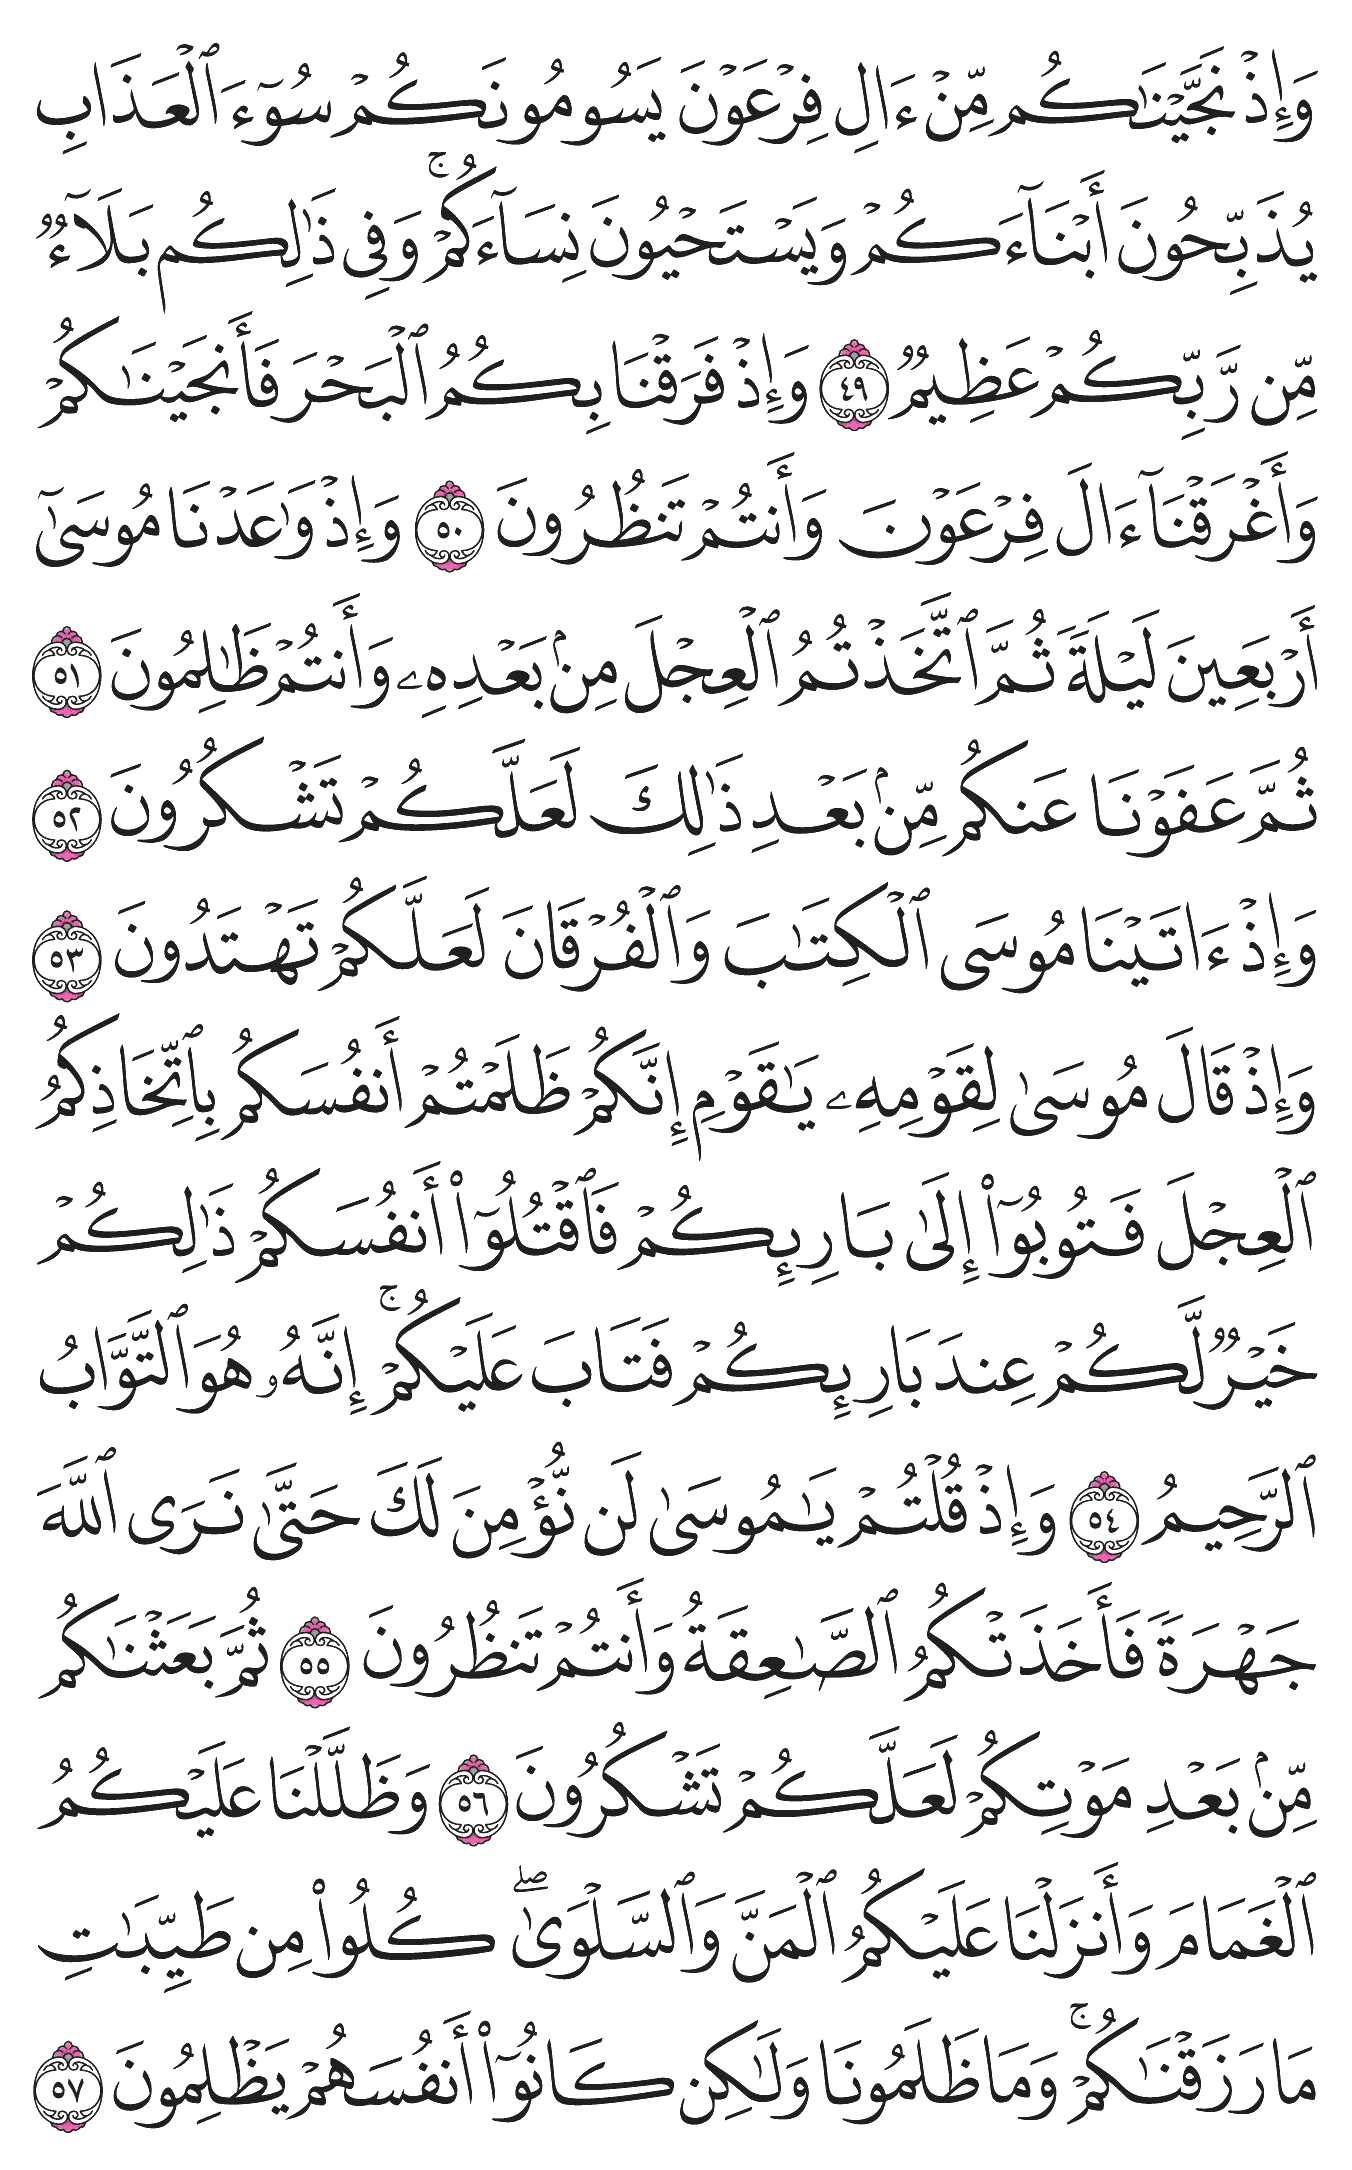 وَإِذۡ نَجَّيۡنَٰكُم مِّنۡ ءَالِ فِرۡعَوۡنَ يَسُومُونَكُمۡ سُوٓءَ ٱلۡعَذَابِ
يُذَبِّحُونَ أَبۡنَآءَكُمۡ وَيَسۡتَحۡيُونَ نِسَآءَكُمۡۚ وَفِي ذَٰلِكُم بَلَآءٞ
مِّن رَّبِّكُمۡ عَظِيمٞ ٤٩ وَإِذۡ فَرَقۡنَا بِكُمُ ٱلۡبَحۡرَ فَأَنجَيۡنَٰكُمۡ
وَأَغۡرَقۡنَآ ءَالَ فِرۡعَوۡنَ وَأَنتُمۡ تَنظُرُونَ ٥٠ وَإِذۡ وَٰعَدۡنَا مُوسَىٰٓ
أَرۡبَعِينَ لَيۡلَةٗ ثُمَّ ٱتَّخَذۡتُمُ ٱلۡعِجۡلَ مِنۢ بَعۡدِهِۦ وَأَنتُمۡ ظَٰلِمُونَ ٥١
ثُمَّ عَفَوۡنَا عَنكُم مِّنۢ بَعۡدِ ذَٰلِكَ لَعَلَّكُمۡ تَشۡكُرُونَ ٥٢
وَإِذۡ ءَاتَيۡنَا مُوسَى ٱلۡكِتَٰبَ وَٱلۡفُرۡقَانَ لَعَلَّكُمۡ تَهۡتَدُونَ ٥٣
وَإِذۡ قَالَ مُوسَىٰ لِقَوۡمِهِۦ يَٰقَوۡمِ إِنَّكُمۡ ظَلَمۡتُمۡ أَنفُسَكُم بِٱتِّخَاذِكُمُ
ٱلۡعِجۡلَ فَتُوبُوٓاْ إِلَىٰ بَارِئِكُمۡ فَٱقۡتُلُوٓاْ أَنفُسَكُمۡ ذَٰلِكُمۡ
خَيۡرٞ لَّكُمۡ عِندَ بَارِئِكُمۡ فَتَابَ عَلَيۡكُمۡۚ إِنَّهُۥ هُوَ ٱلتَّوَّابُ
ٱلرَّحِيمُ ٥٤ وَإِذۡ قُلۡتُمۡ يَٰمُوسَىٰ لَن نُّؤۡمِنَ لَكَ حَتَّىٰ نَرَى ٱللَّهَ
جَهۡرَةٗ فَأَخَذَتۡكُمُ ٱلصَّٰعِقَةُ وَأَنتُمۡ تَنظُرُونَ ٥٥ ثُمَّ بَعَثۡنَٰكُم
مِّنۢ بَعۡدِ مَوۡتِكُمۡ لَعَلَّكُمۡ تَشۡكُرُونَ ٥٦ وَظَلَّلۡنَا عَلَيۡكُمُ
ٱلۡغَمَامَ وَأَنزَلۡنَا عَلَيۡكُمُ ٱلۡمَنَّ وَٱلسَّلۡوَىٰۖ كُلُواْ مِن طَيِّبَٰتِ
مَا رَزَقۡنَٰكُمۡۚ وَمَا ظَلَمُونَا وَلَٰكِن كَانُوٓاْ أَنفُسَهُمۡ يَظۡلِمُونَ ٥٧